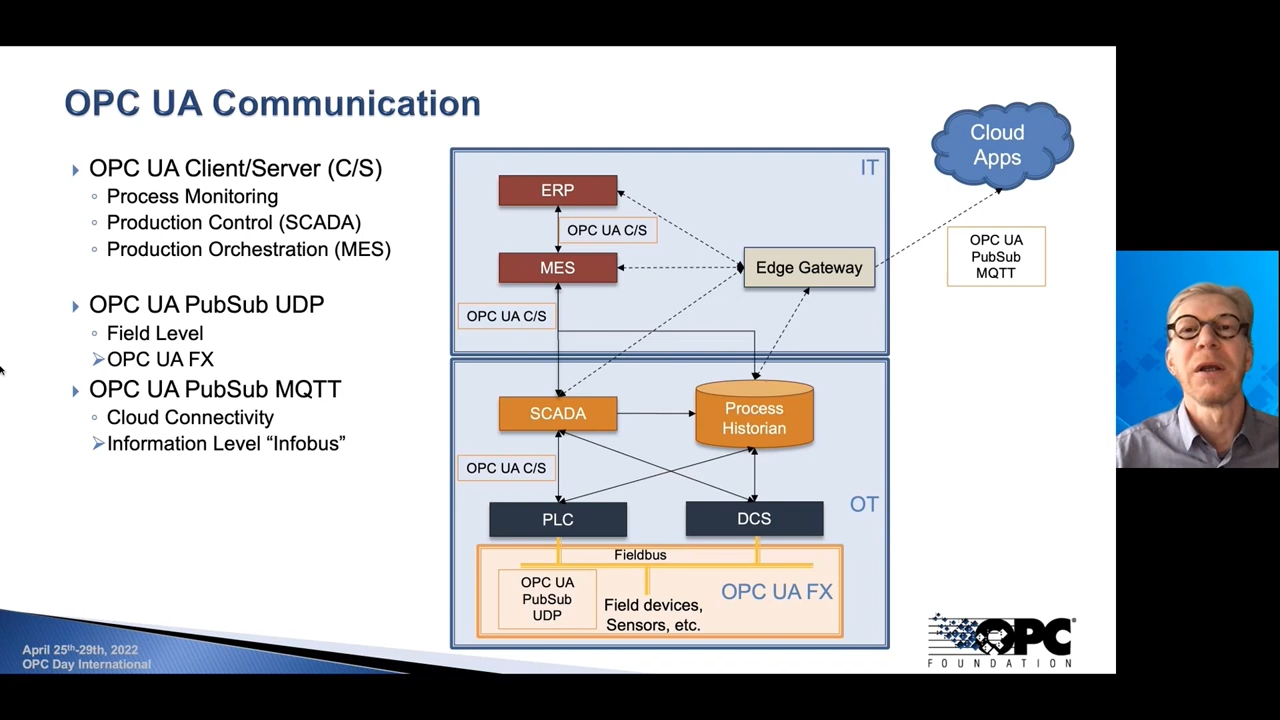 OPC UA Communication
OPC UA Client/Server (C/S)
Process Monitoring
Production Control (SCADA)
Production Orchestration (MES)
OPC UA PubSub UDP
Field Level
OPC UA FX
OPC UA PubSub MQTT
Cloud Connectivity
Information Level “Infobus”
IT
ERP
OPC UA C/S
MES
Edge Gateway
OPC UA C/S
Cloud
Apps
OPC UA
PubSub
MQTT
SCADA
Process
Historian
OPC UA C/S
OT
PLC
DCS
Fieldbus
OPC UA
PubSub
UDP
Field devices,
Sensors, etc.
OPC UA FX
April 25th-29th, 2022
OPC Day International
OPC
FOUNDATION